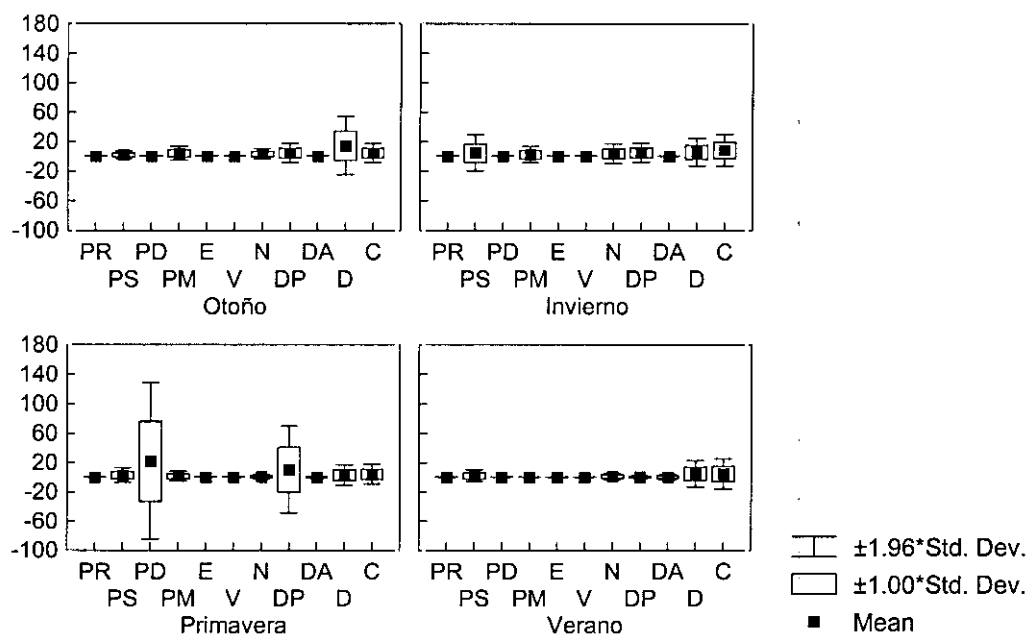 180
140
100
60
20
-20
-60
-100
PR PD E N DA C
PS PM V DP D
Otoño
PR PD E N DA C
PS PM V DP D
Invierno
180
140
100
60
20
-20
-60
-100
PR PD E N DA C
PS PM V DP D
Primavera
PR PD E N DA C
PS PM V DP D
Verano
±1.96*Std. Dev.
±1.00*Std. Dev.
Mean